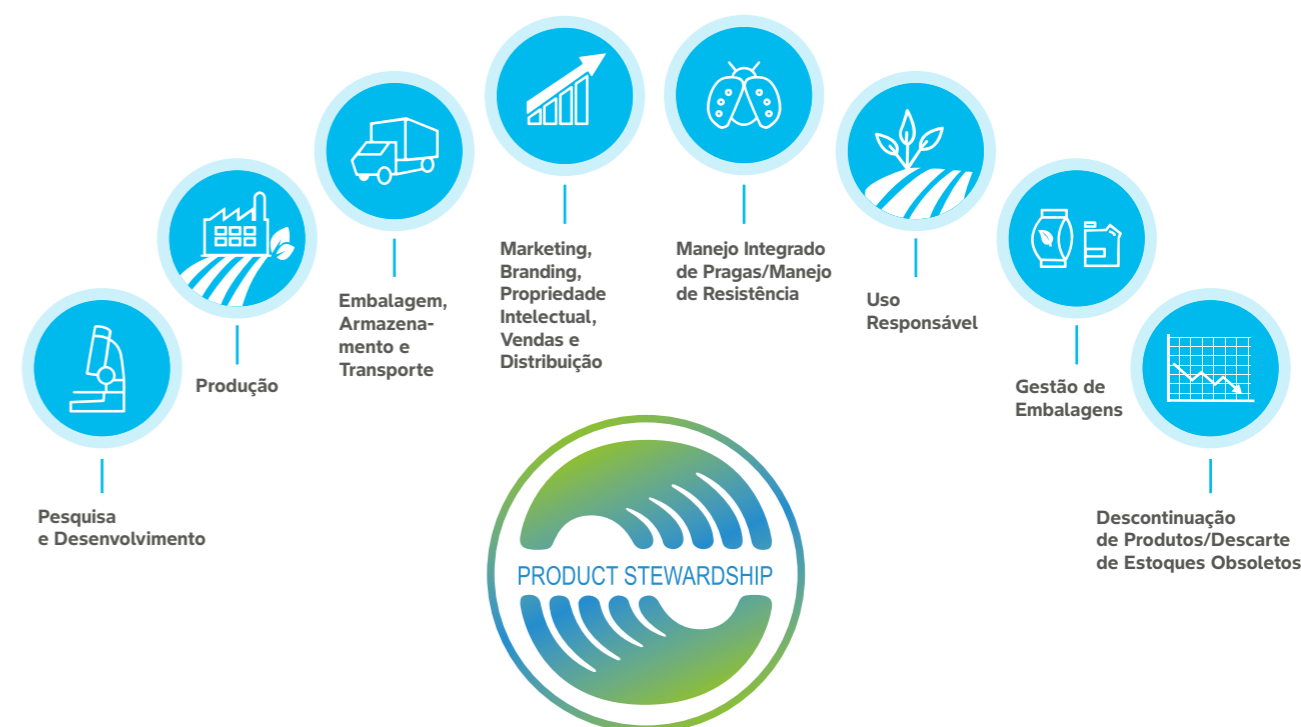 Pesquisa
e Desenvolvimento
Produção
Embalagem,
Armazena-
mento e
Transporte
Marketing,
Branding,
Propriedade
Intelectual,
Vendas e
Distribuição
Manejo Integrado
de Pragas/Manejo
de Resistência
Uso
Responsável
Gestão de
Embalagens
Descontinuação
de Produtos/Descarte
de Estoques Obsoletos
PRODUCT STEWARDSHIP